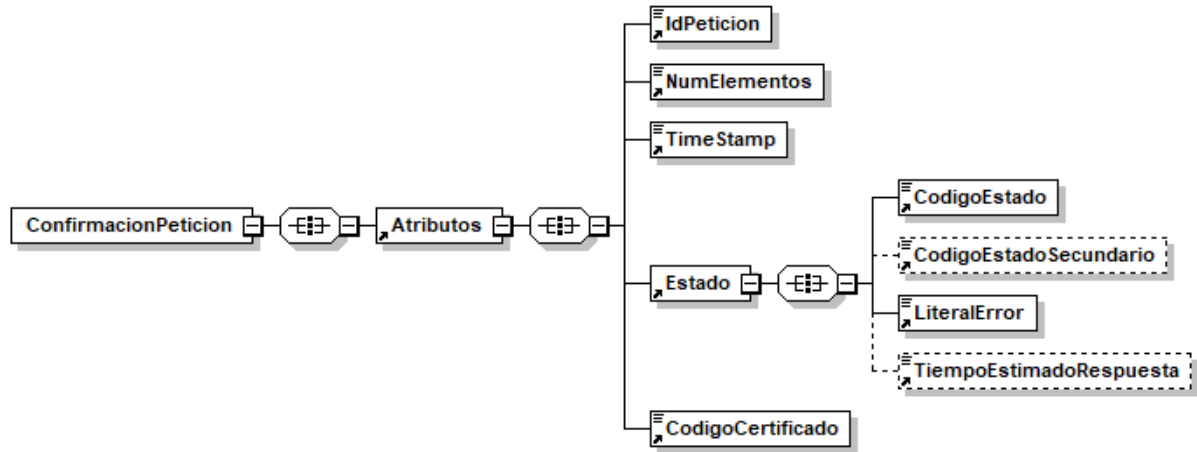 IdPeticion
NumElementos
TimeStamp
ConfirmacionPeticion
Atributos
Estado
CodigoEstado
CodigoEstadoSecundario
LiteralError
TiempoEstimadoRespuesta
CodigoCertificado